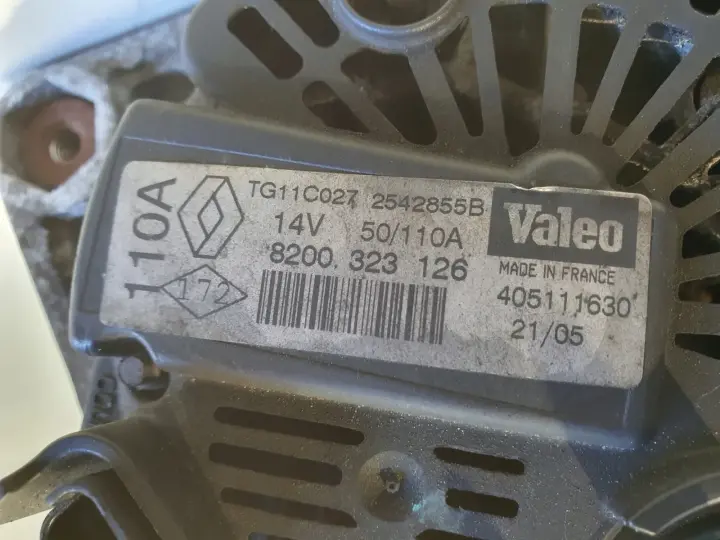 110A
TG11C027 2542855B
14V 50/110A
8200 323 126
172
Valeo
MADE IN FRANCE
405111630
21/05